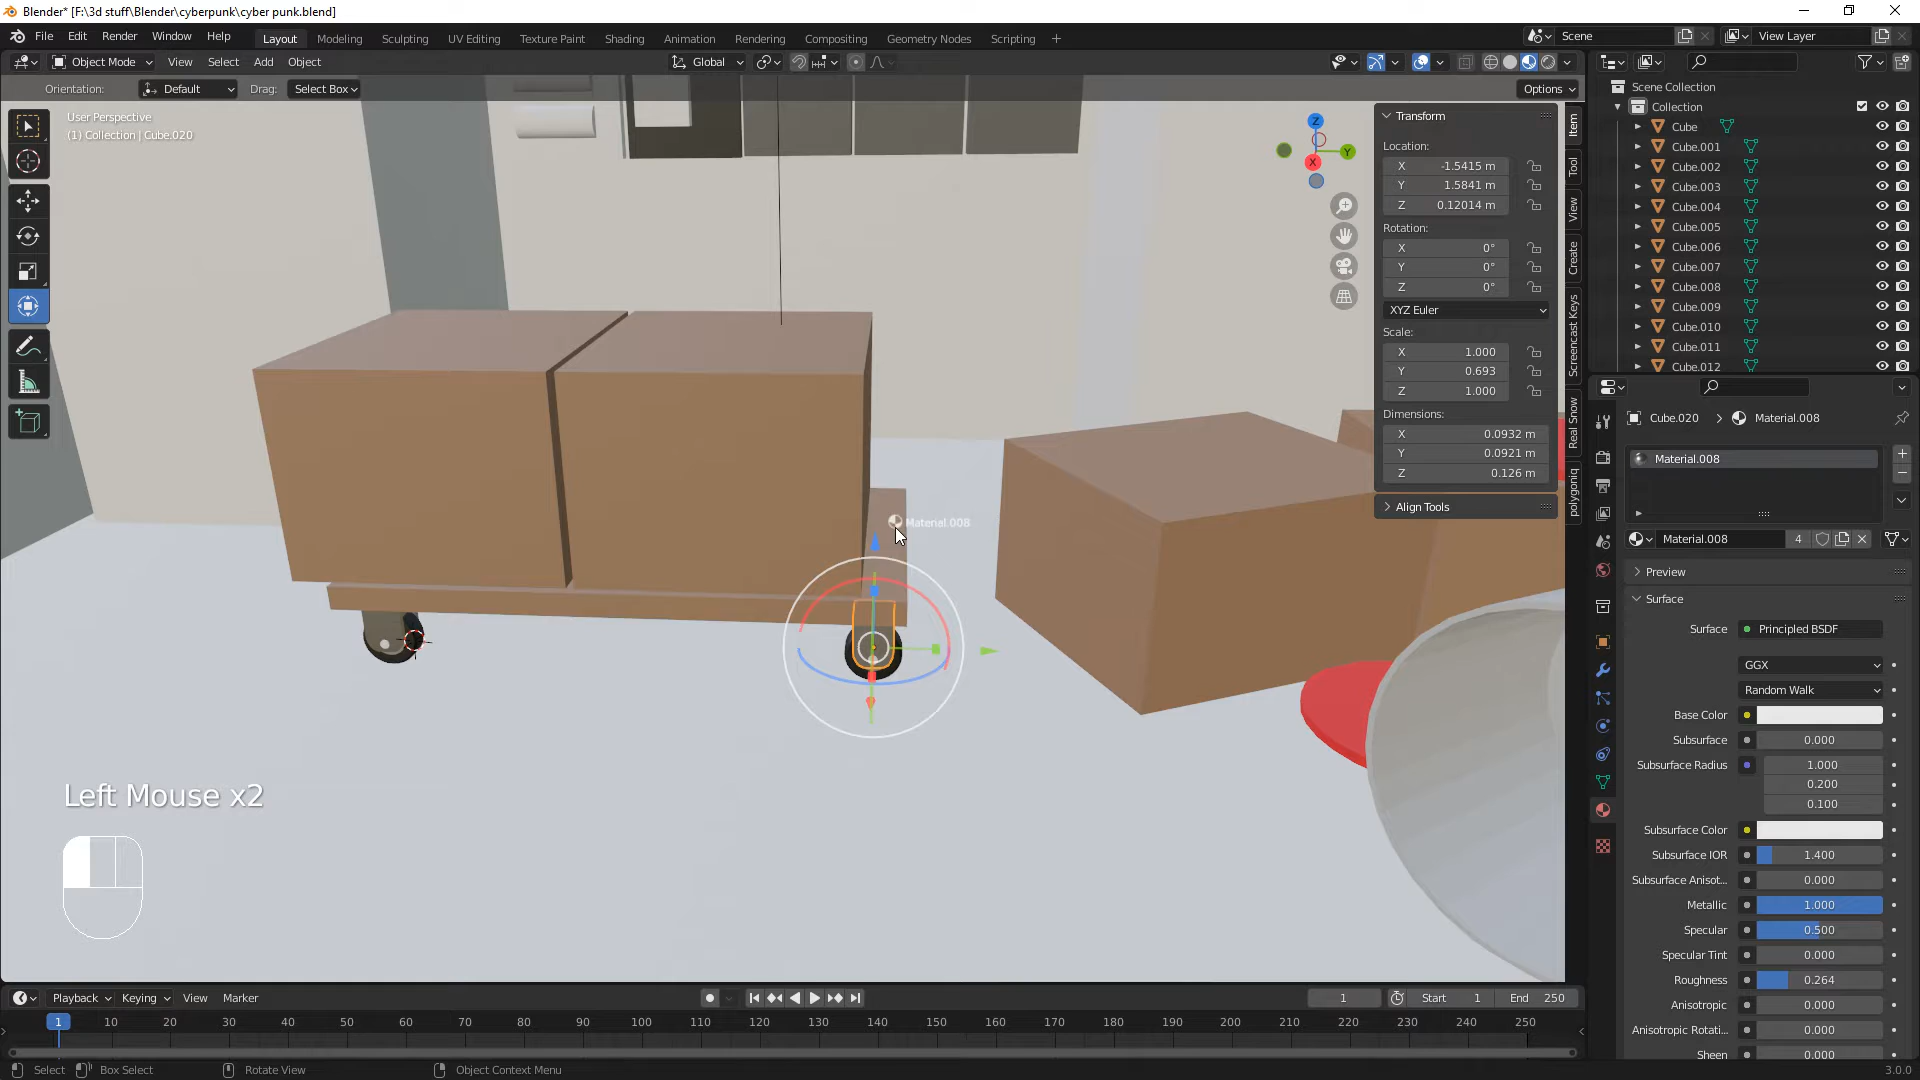 Blender* [F:\3d stuff\Blender\cyberpunk\cyber punk.blend]
File Edit Render Window Help
Layout Modeling Sculpting UV Editing Texture Paint Shading Animation Rendering Compositing Geometry Nodes Scripting +
Scene
View Layer
Object Mode View Select Add Object
Global
Orientation: Default Drag: Select Box
Options
User Perspective
(1) Collection | Cube.020
Z
Y
X
Transform
Location:
X -1.5415 m
Y 1.5841 m
Z 0.12014 m
Rotation:
X 0°
Y 0°
Z 0°
XYZ Euler
Scale:
X 1.000
Y 0.693
Z 1.000
Dimensions:
X 0.0932 m
Y 0.0921 m
Z 0.126 m
Align Tools
Item
Tool
View
Create
Screencast Keys
Real Snow
polygoniq
Scene Collection
Collection
Cube
Cube.001
Cube.002
Cube.003
Cube.004
Cube.005
Cube.006
Cube.007
Cube.008
Cube.009
Cube.010
Cube.011
Cube.012
Cube.020 > Material.008
Material.008
Material.008 4
Preview
Surface
Surface Principled BSDF
GGX
Random Walk
Base Color
Subsurface 0.000
Subsurface Radius 1.000
0.200
0.100
Subsurface Color
Subsurface IOR 1.400
Subsurface Anisot... 0.000
Metallic 1.000
Specular 0.500
Specular Tint 0.000
Roughness 0.264
Anisotropic 0.000
Anisotropic Rotati... 0.000
Sheen 0.000
Material.008
Left Mouse x2
Playback Keying View Marker
1 Start 1 End 250
1 10 20 30 40 50 60 70 80 90 100 110 120 130 140 150 160 170 180 190 200 210 220 230 240 250
Select Box Select Rotate View Object Context Menu
3.0.0